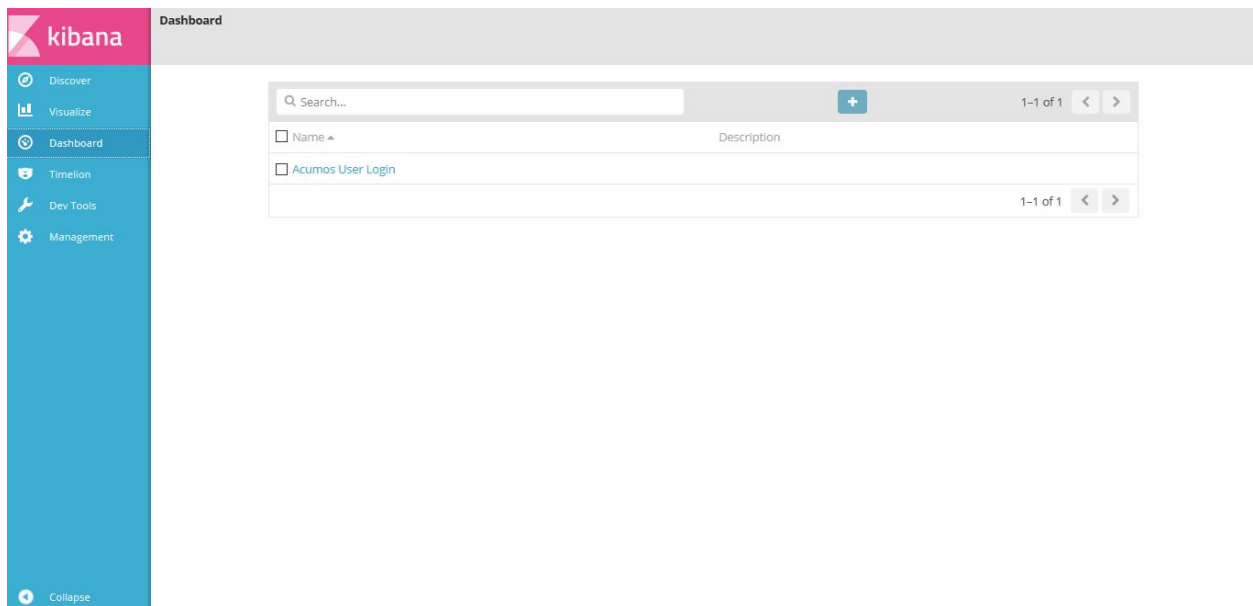 kibana
Dashboard
Discover
Visualize
Dashboard
Timelion
Dev Tools
Management
Collapse
Search...
1–1 of 1
Name Description
Acumos User Login
1–1 of 1